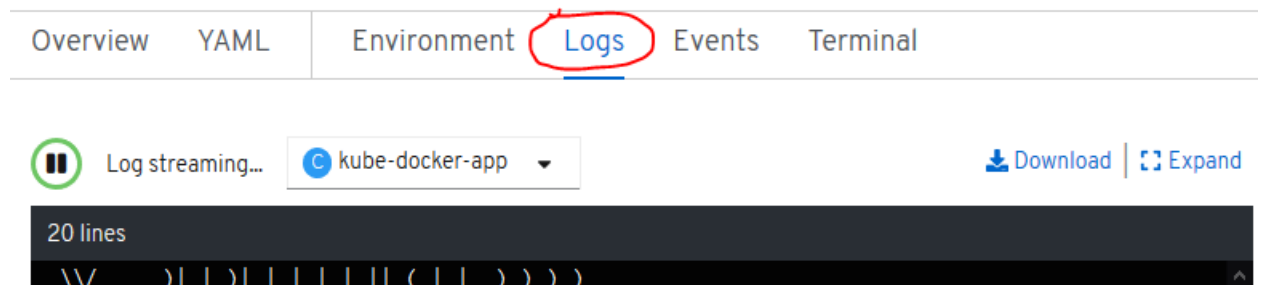 Overview YAML Environment Logs Events Terminal
Log streaming... C kube-docker-app Download Expand
20 lines
\\/ )| | )| | | | | || ( | | ) ) ) )